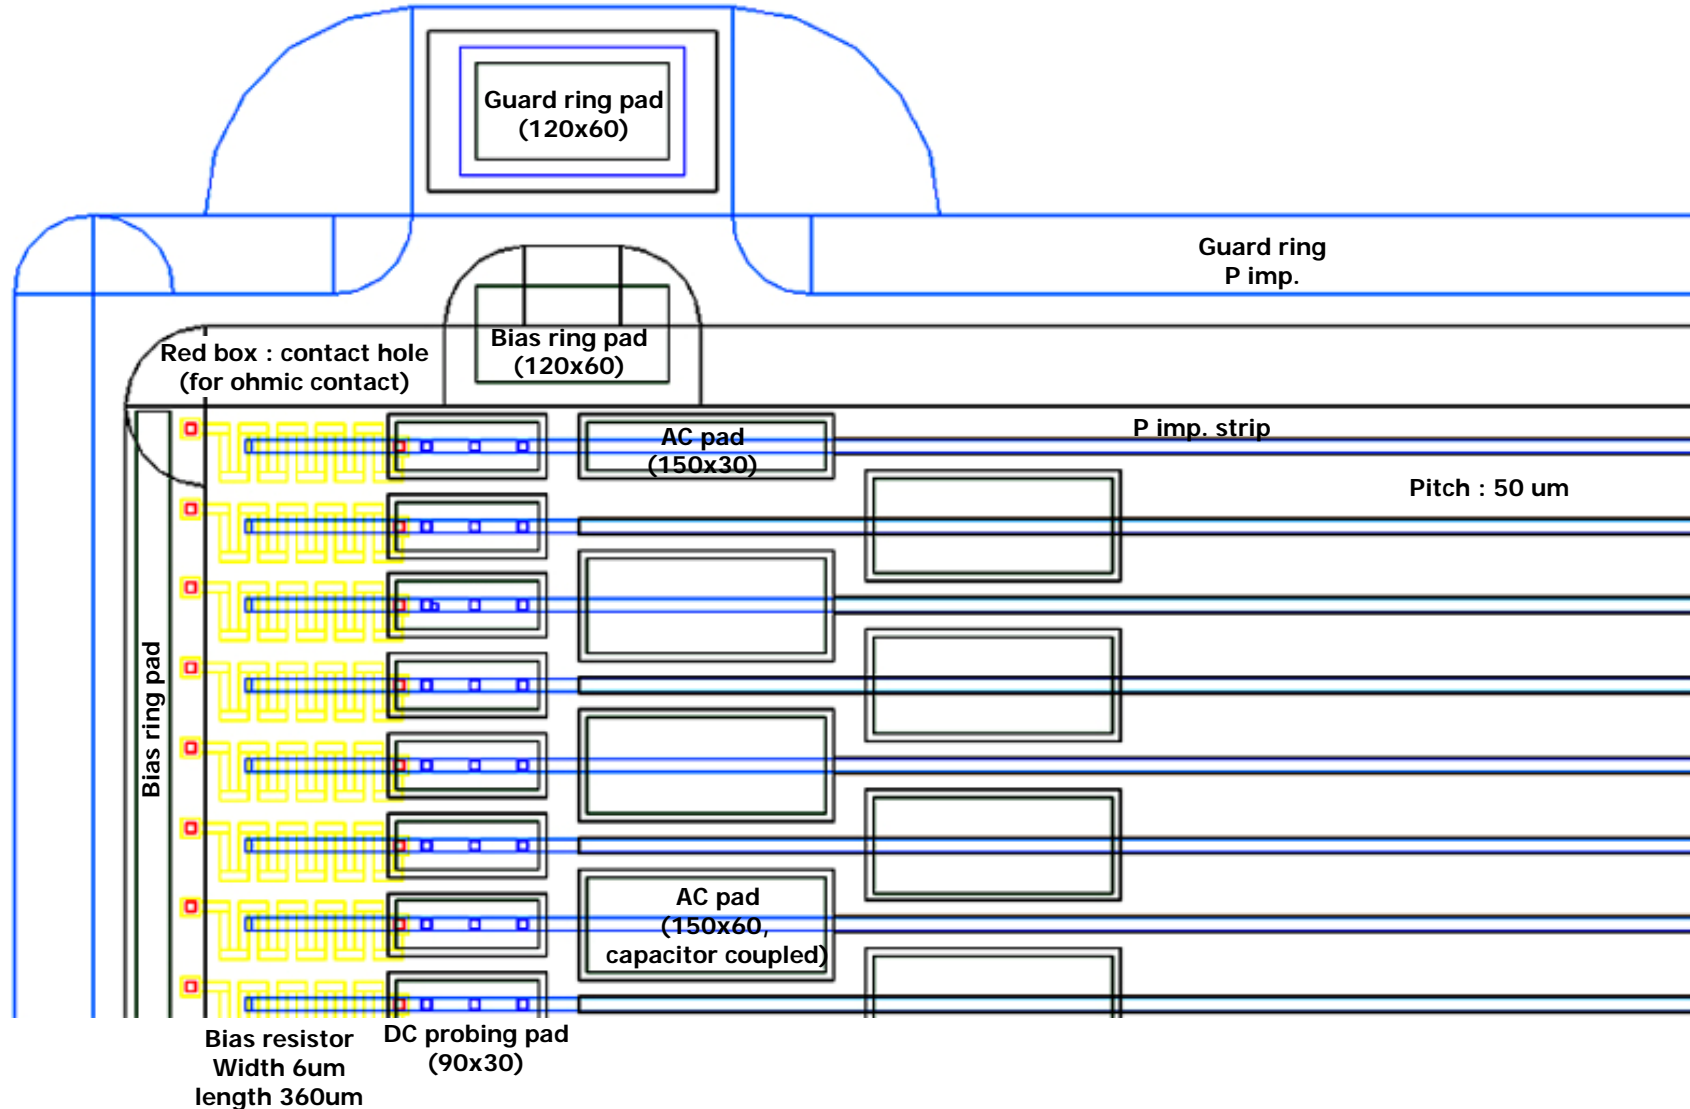 Guard ring pad
(120x60)
Guard ring
P imp.
Bias ring pad
(120x60)
Red box : contact hole
(for ohmic contact)
AC pad
(150x30)
P imp. strip
Pitch : 50 um
Bias ring pad
AC pad
(150x60,
capacitor coupled)
Bias resistor
Width 6um
length 360um
DC probing pad
(90x30)